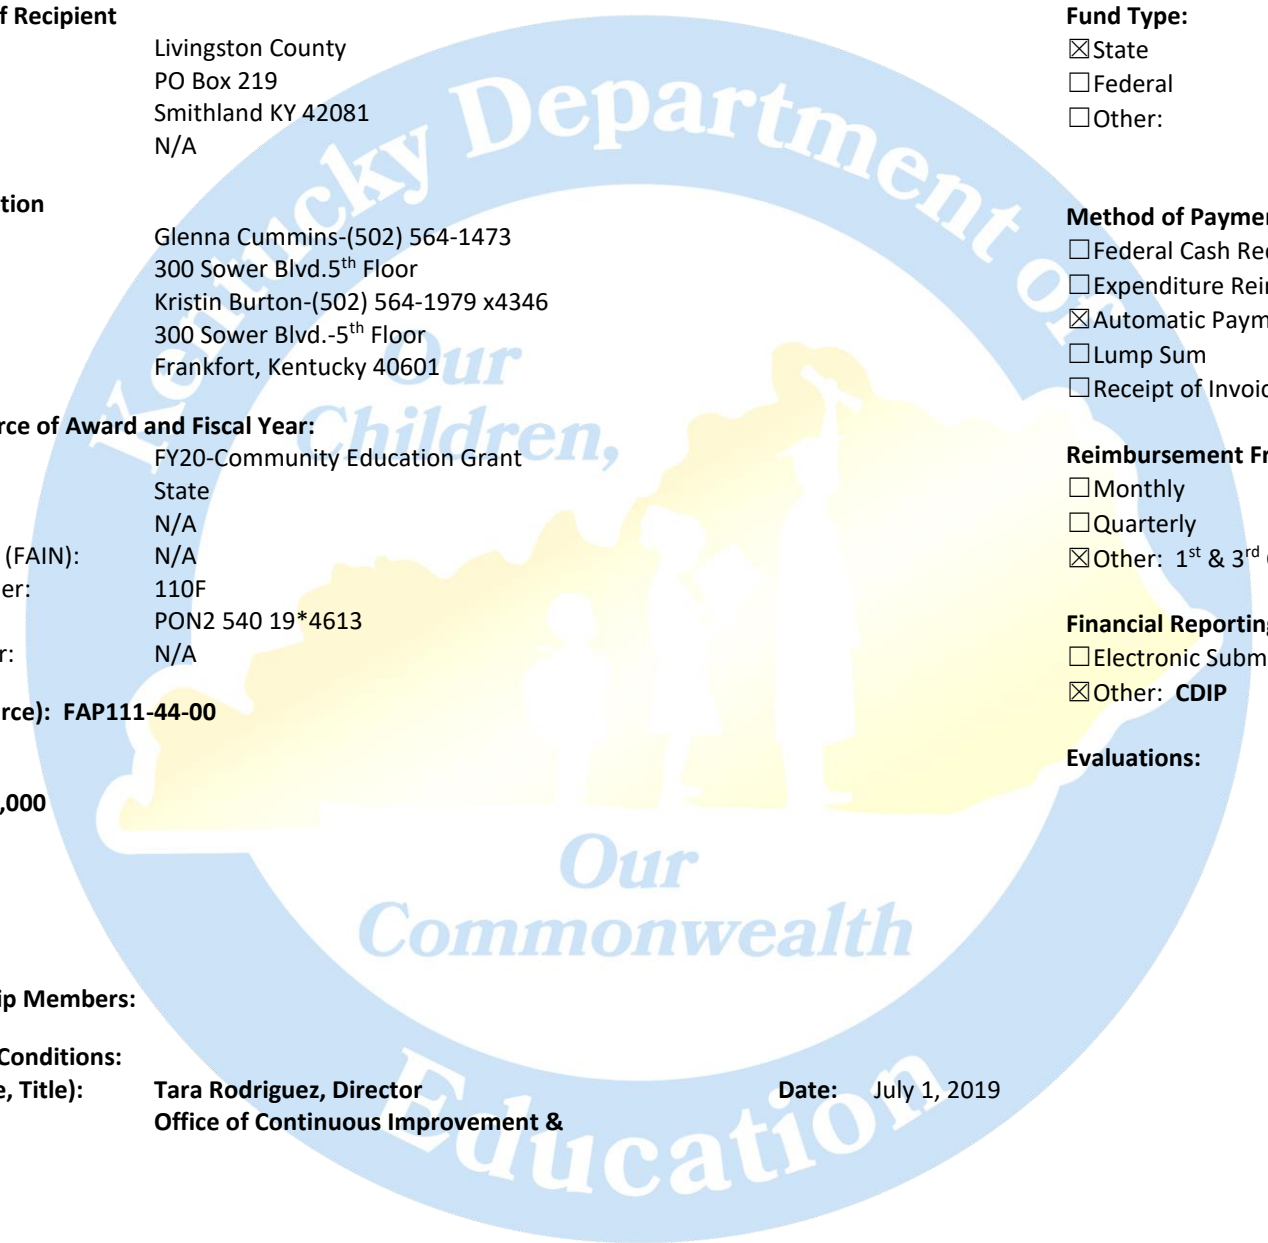 f Recipient
Livingston County
PO Box 219
Smithland KY 42081
N/A
tion
Glenna Cummins-(502) 564-1473
300 Sower Blvd.5th Floor
Kristin Burton-(502) 564-1979 x4346
300 Sower Blvd.-5th Floor
Frankfort, Kentucky 40601
rce of Award and Fiscal Year:
FY20-Community Education Grant
State
N/A
(FAIN): N/A
er: 110F
PON2 540 19*4613
r: N/A
rce): FAP111-44-00
,000
ip Members:
Conditions:
e, Title): Tara Rodriguez, Director Date: July 1, 2019
Office of Continuous Improvement &
Fund Type:
☒State
☐Federal
☐Other:
Method of Paymen
☐Federal Cash Re
☐Expenditure Rei
☒Automatic Paym
☐Lump Sum
☐Receipt of Invoi
Reimbursement Fr
☐Monthly
☐Quarterly
☒Other: 1st & 3rd
Financial Reporting
☐Electronic Subm
☒Other: CDIP
Evaluations:
Kentucky Department of
Education
Our
Children,
Our
Commonwealth